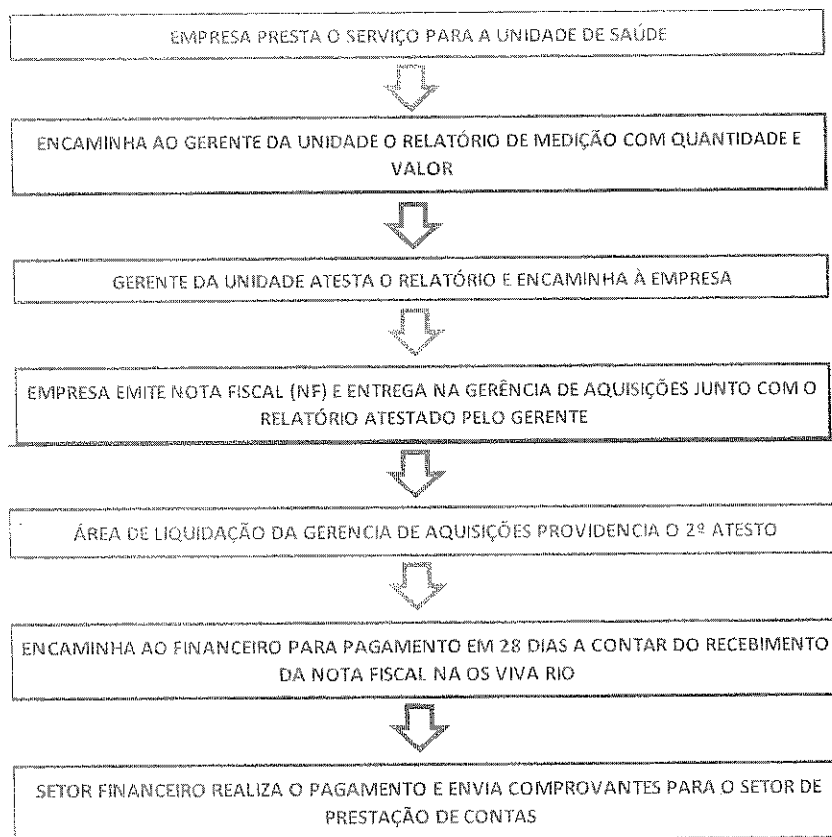 EMPRESA PRESTA O SERVIÇO PARA A UNIDADE DE SAÚDE
ENCAMINHA AO GERENTE DA UNIDADE O RELATÓRIO DE MEDIÇÃO COM QUANTIDADE E
VALOR
GERENTE DA UNIDADE ATESTA O RELATÓRIO E ENCAMINHA À EMPRESA
EMPRESA EMITE NOTA FISCAL (NF) E ENTREGA NA GERÊNCIA DE AQUISIÇÕES JUNTO COM O
RELATÓRIO ATESTADO PELO GERENTE
ÁREA DE LIQUIDAÇÃO DA GERENCIA DE AQUISIÇÕES PROVIDENCIA O 2º ATESTO
ENCAMINHA AO FINANCEIRO PARA PAGAMENTO EM 28 DIAS A CONTAR DO RECEBIMENTO
DA NOTA FISCAL NA OS VIVA RIO
SETOR FINANCEIRO REALIZA O PAGAMENTO E ENVIA COMPROVANTES PARA O SETOR DE
PRESTAÇÃO DE CONTAS